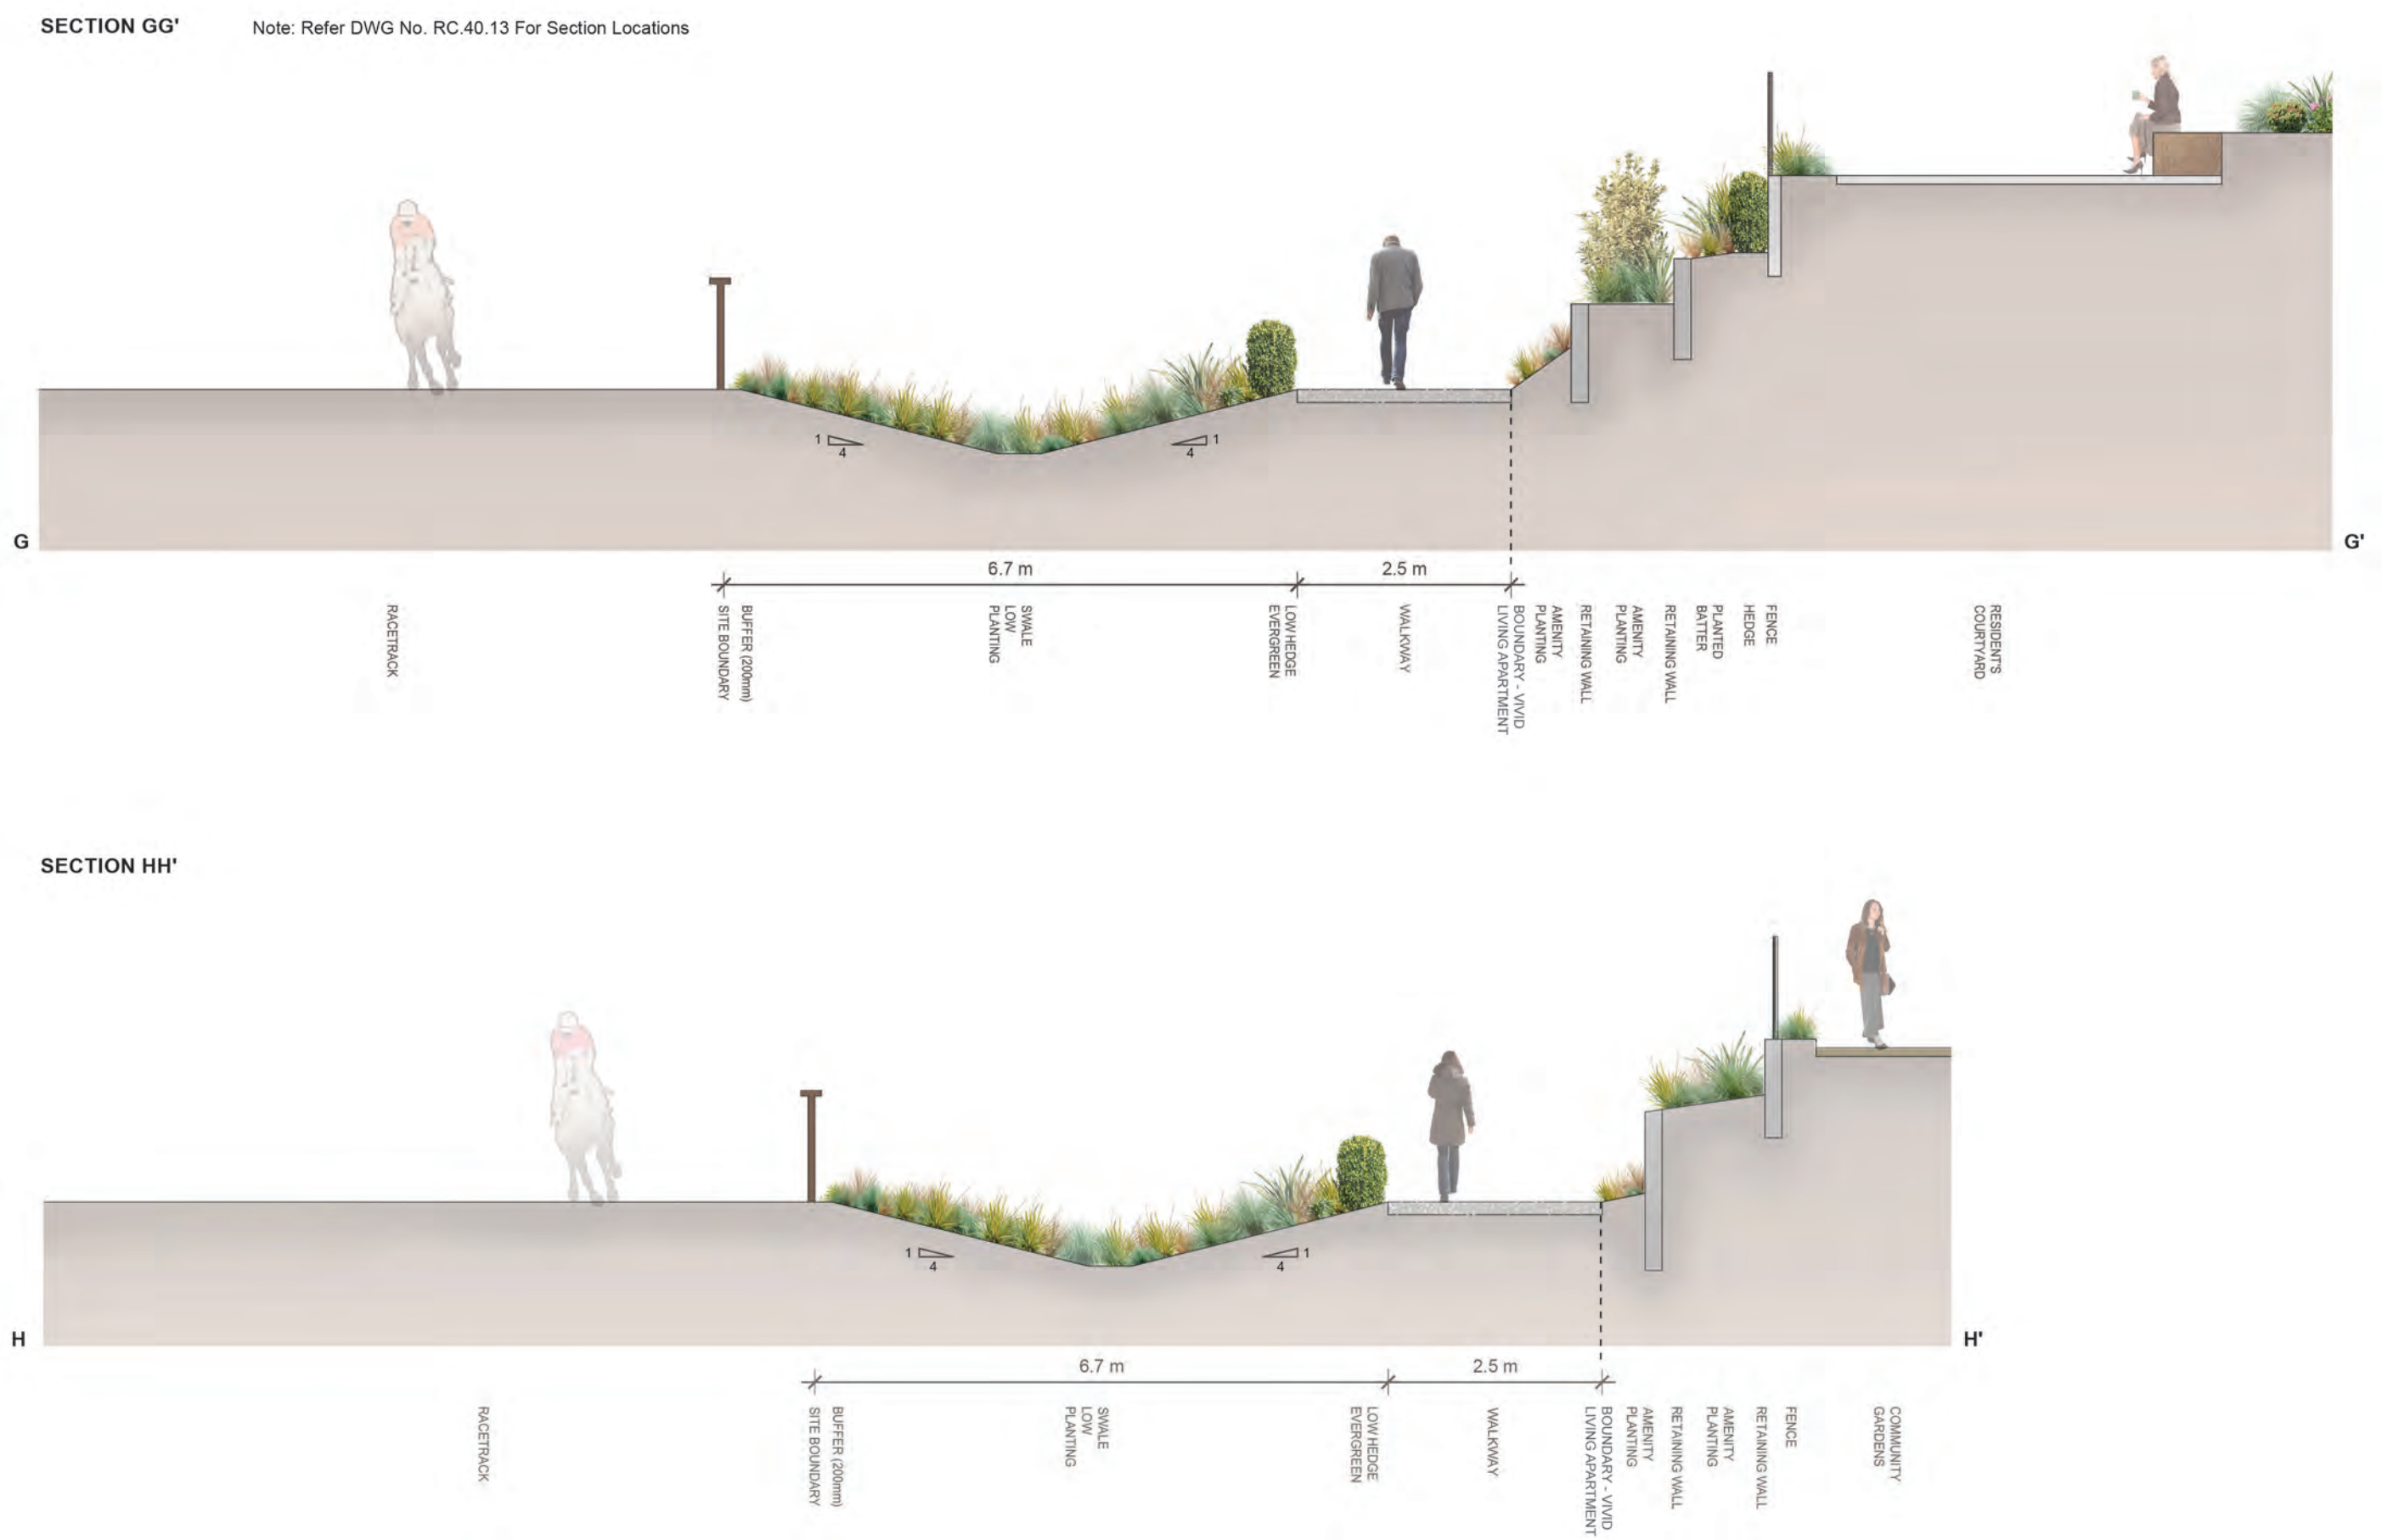 SECTION GG'
Note: Refer DWG No. RC.40.13 For Section Locations
1
4
1
4
G
G'
6.7 m
2.5 m
RACETRACK
SITE BOUNDARY
BUFFER (200mm)
SWALE
LOW
PLANTING
LOW HEDGE
EVERGREEN
WALKWAY
BOUNDARY - VIVID
LIVING APARTMENT
AMENITY
PLANTING
RETAINING WALL
AMENITY
PLANTING
RETAINING WALL
PLANTED
BATTER
HEDGE
FENCE
RESIDENT'S
COURTYARD
SECTION HH'
1
4
1
4
H
H'
6.7 m
2.5 m
RACETRACK
SITE BOUNDARY
BUFFER (200mm)
SWALE
LOW
PLANTING
LOW HEDGE
EVERGREEN
WALKWAY
BOUNDARY - VIVID
LIVING APARTMENT
AMENITY
PLANTING
RETAINING WALL
AMENITY
PLANTING
RETAINING WALL
FENCE
COMMUNITY
GARDENS